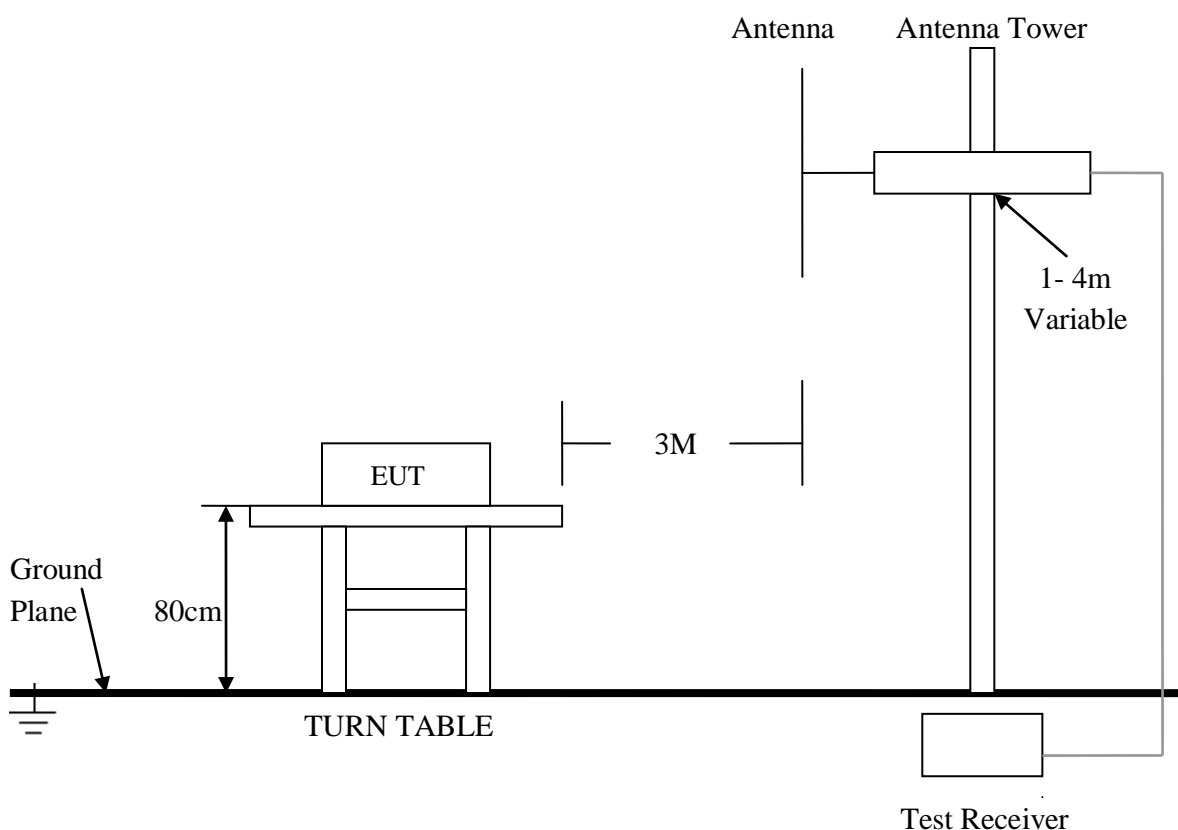 Antenna
Antenna Tower
1- 4m
Variable
3M
EUT
Ground
Plane
80cm
TURN TABLE
Test Receiver